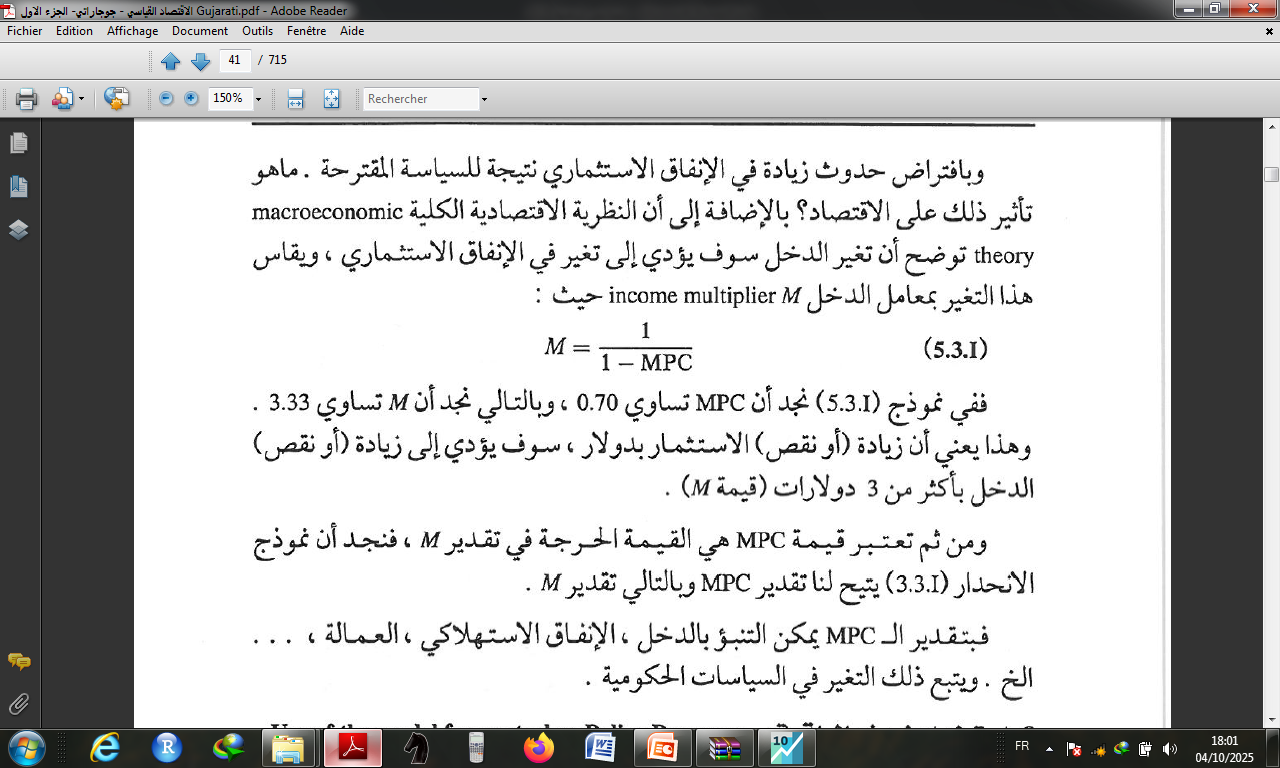 الاقتصاد القياسي - جوجاراتي- الجزء الاول Gujarati.pdf - Adobe Reader
Fichier Edition Affichage Document Outils Fenêtre Aide
41 / 715
150% Rechercher
وبافتراض حدوث زيادة في الإنفاق الاستثماري نتيجة للسياسة المقترحة . ماهو
تأثير ذلك على الاقتصاد؟ بالإضافة إلى أن النظرية الاقتصادية الكلية macroeconomic
theory توضح أن تغير الدخل سوف يؤدي إلى تغير في الإنفاق الاستثماري ، ويقاس
هذا التغير بمعامل الدخل income multiplier M حيث :
M = 1 / (1 − MPC) (5.3.I)
ففي نموذج (5.3.I) نجد أن MPC تساوي 0.70 ، وبالتالي نجد أن M تساوي 3.33 .
وهذا يعني أن زيادة (أو نقص) الاستثمار بدولار ، سوف يؤدي إلى زيادة (أو نقص)
الدخل بأكثر من 3 دولارات (قيمة M) .
ومن ثم تعتبر قيمة MPC هي القيمة الحرجة في تقدير M ، فنجد أن نموذج
الانحدار (3.3.I) يتيح لنا تقدير MPC وبالتالي تقدير M .
فبتقدير الـ MPC يمكن التنبؤ بالدخل ، الإنفاق الاستهلاكي ، العمالة ، . . .
الخ . ويتبع ذلك التغير في السياسات الحكومية .
FR
18:01
04/10/2025